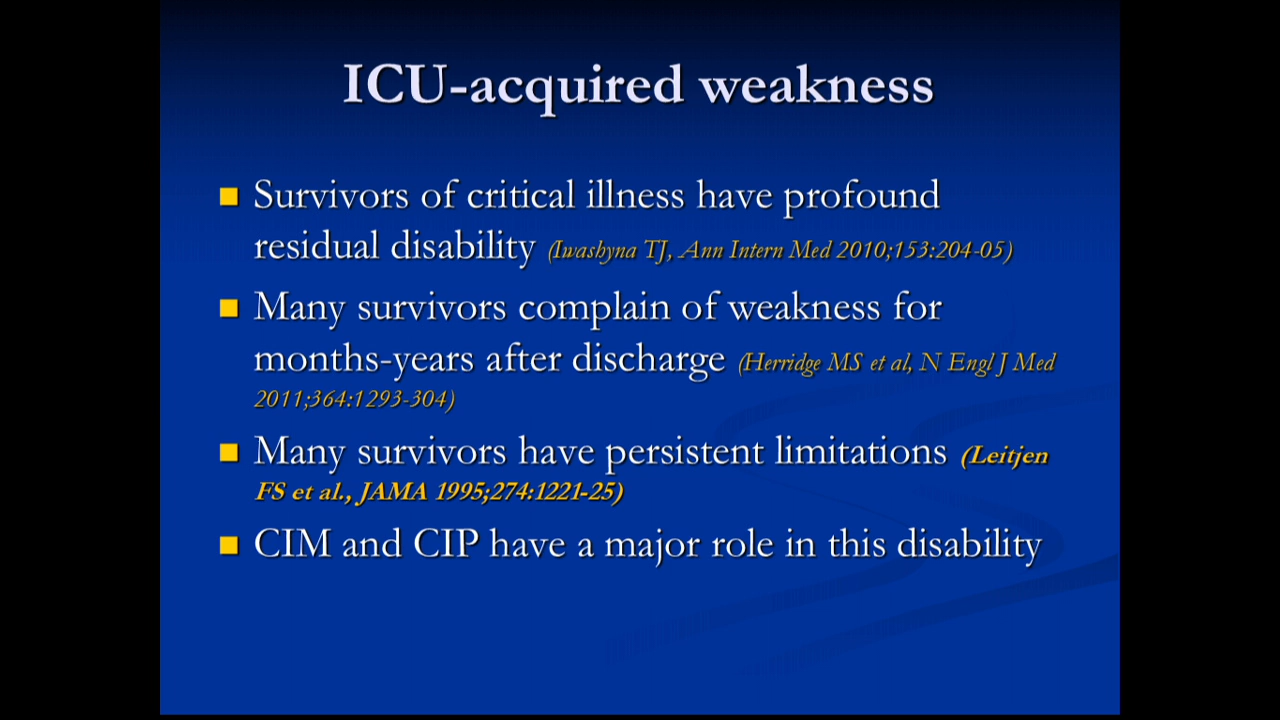 ICU-acquired weakness
Survivors of critical illness have profound
residual disability (Iwashyna TJ, Ann Intern Med 2010;153:204-05)
Many survivors complain of weakness for
months-years after discharge (Herridge MS et al, N Engl J Med
2011;364:1293-304)
Many survivors have persistent limitations (Leitjen
FS et al., JAMA 1995;274:1221-25)
CIM and CIP have a major role in this disability